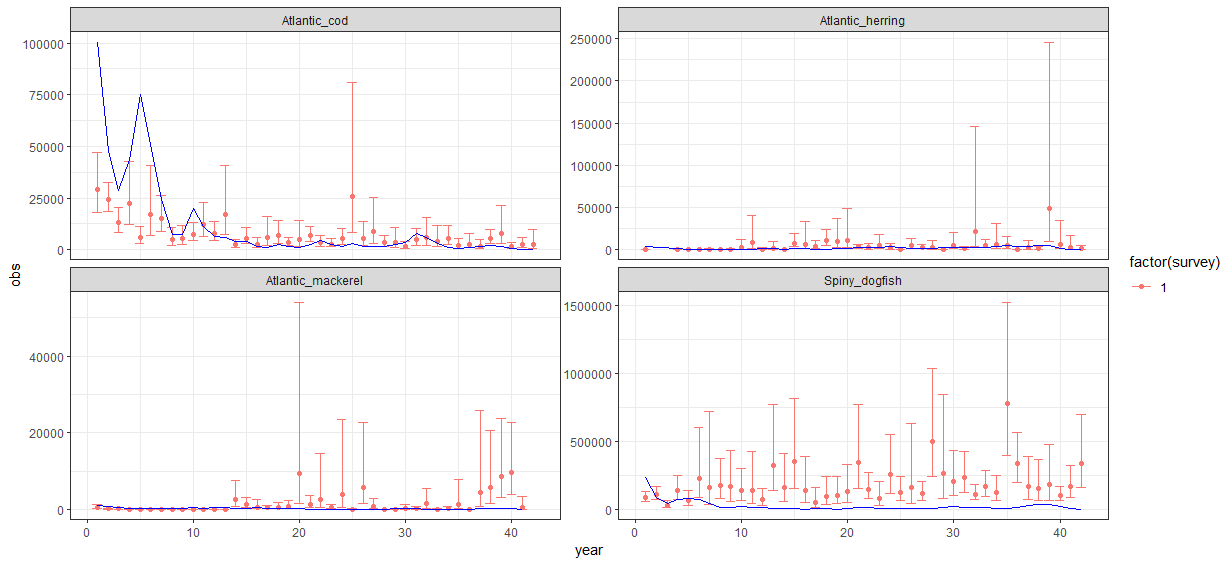 Atlantic_cod
Atlantic_herring
100000
75000
50000
25000
0
250000
200000
150000
100000
50000
0
obs
factor(survey)
1
Atlantic_mackerel
Spiny_dogfish
40000
20000
0
1500000
1000000
500000
0
0 10 20 30 40
0 10 20 30 40
year